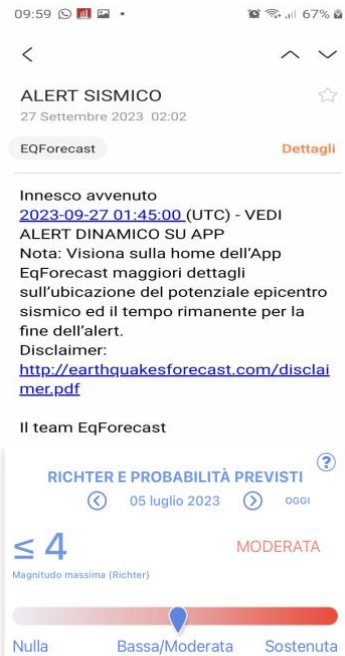 09:59
67%
ALERT SISMICO
27 Settembre 2023 02:02
EQForecast
Dettagli
Innesco avvenuto
2023-09-27 01:45:00 (UTC) - VEDI
ALERT DINAMICO SU APP
Nota: Visiona sulla home dell'App
EqForecast maggiori dettagli
sull'ubicazione del potenziale epicentro
sismico ed il tempo rimanente per la
fine dell'alert.
Disclaimer:
http://earthquakesforecast.com/disclai
mer.pdf
Il team EqForecast
?
RICHTER E PROBABILITÀ PREVISTI
05 luglio 2023
OGGI
≤ 4
MODERATA
Magnitudo massima (Richter)
Nulla
Bassa/Moderata
Sostenuta